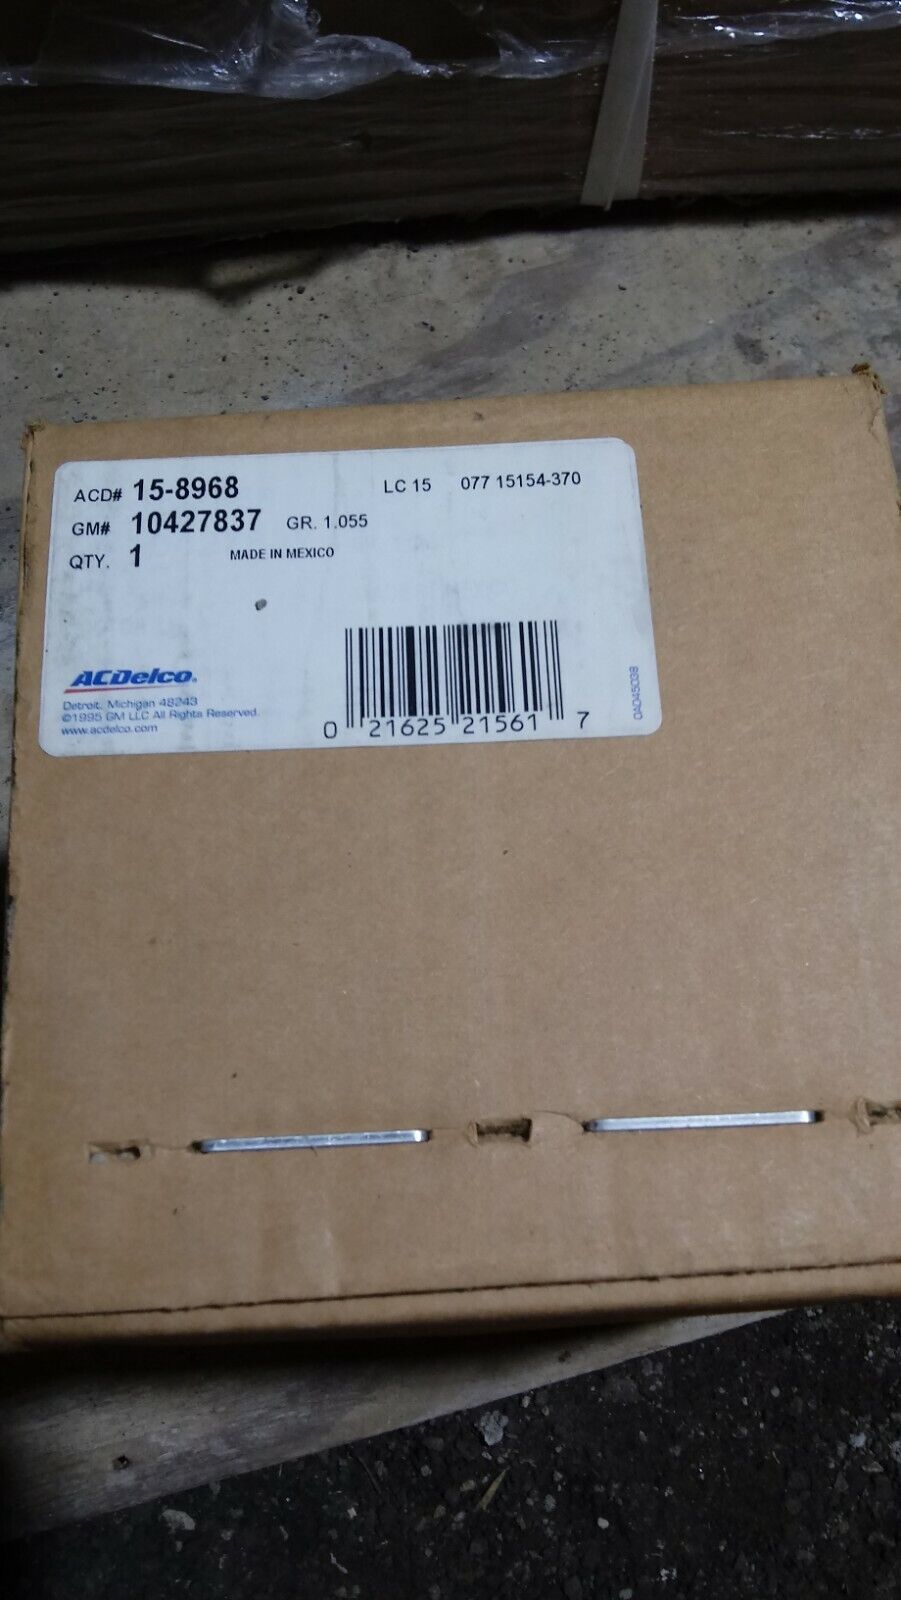 ACD# 15-8968 LC 15 077 15154-370
GM# 10427837 GR. 1.055
QTY. 1 MADE IN MEXICO
ACDelco.
Detroit, Michigan 48243
©1995 GM LLC All Rights Reserved.
www.acdelco.com
0 21625 21561 7
0AD45C38